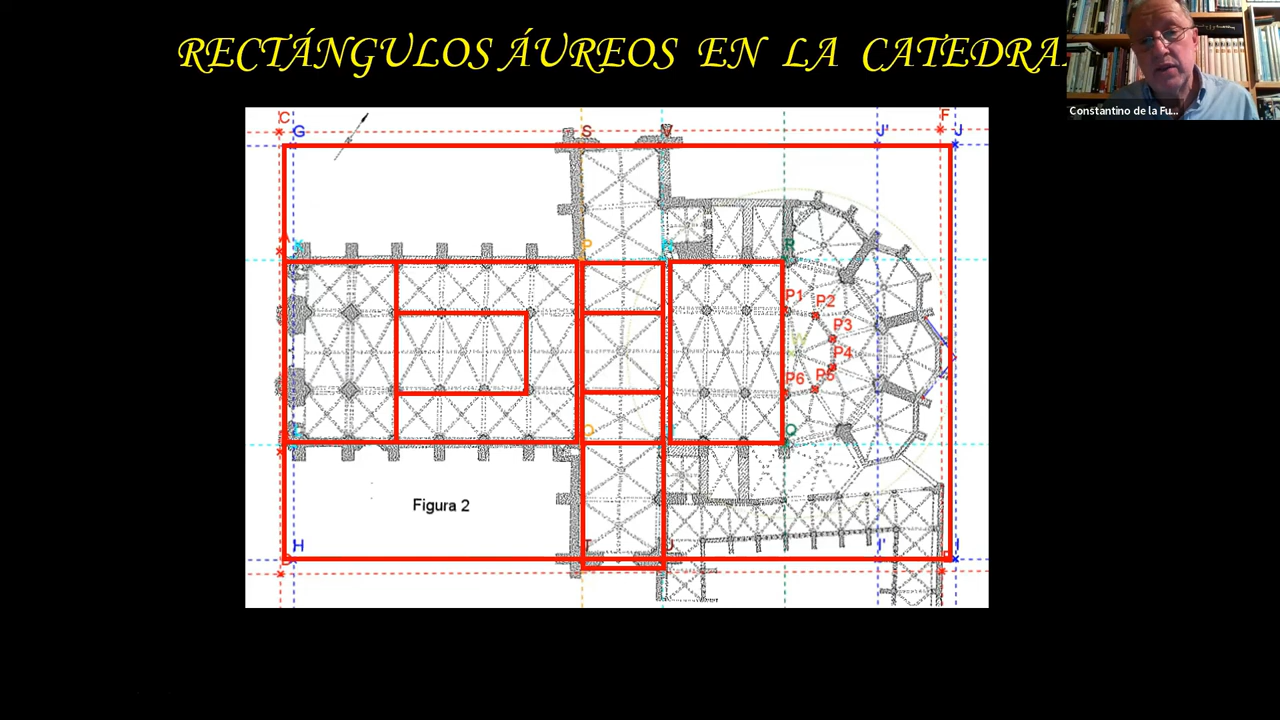 RECTÁNGULOS ÁUREOS EN LA CATEDRA
Constantino de la Fu...
C
G
S
V
J'
F
J
P
N
R
P1
P2
P3
P4
P5
P6
O
Q
Figura 2
H
I'
I